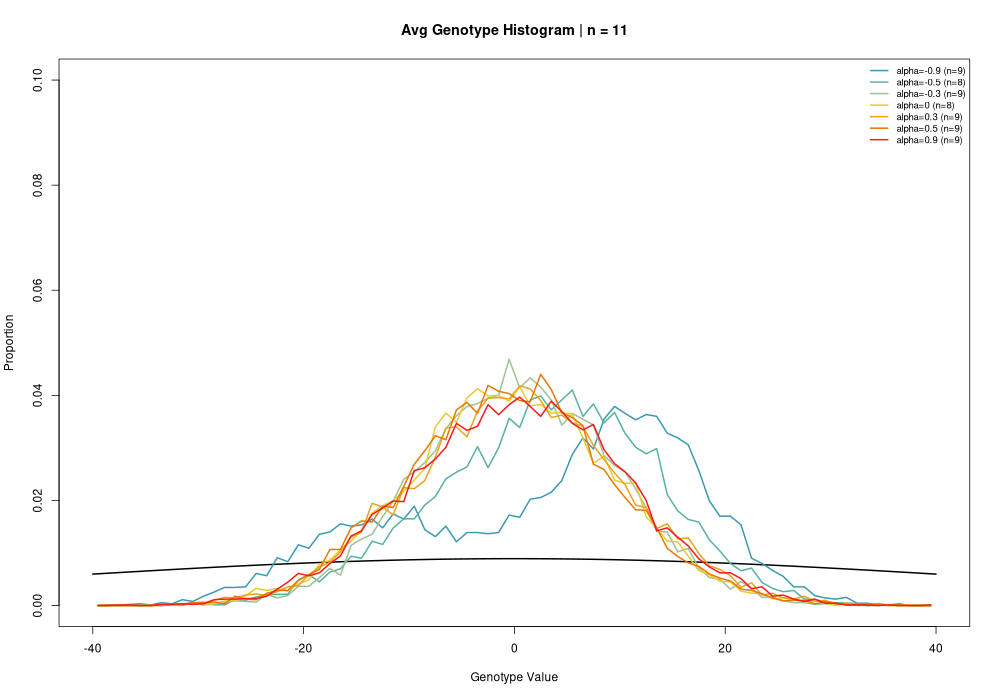 Avg Genotype Histogram | n = 11
alpha=-0.9 (n=9)
alpha=-0.5 (n=8)
alpha=-0.3 (n=9)
alpha=0 (n=8)
alpha=0.3 (n=9)
alpha=0.5 (n=9)
alpha=0.9 (n=9)
Proportion
0.10
0.08
0.06
0.04
0.02
0.00
-40
-20
0
20
40
Genotype Value